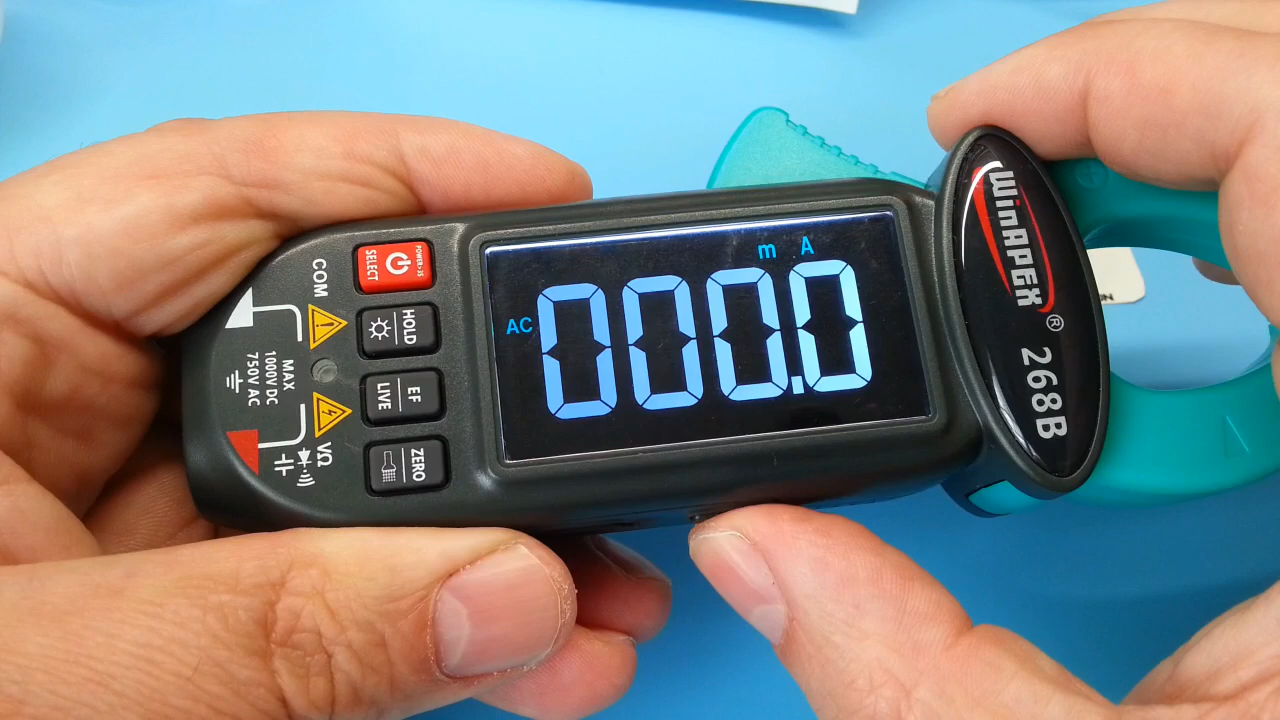 m A
AC 000.0
WinAPEX ®
268B
POWER>3S
SELECT
HOLD
EF
LIVE
ZERO
COM
MAX
1000V DC
750V AC
VΩ